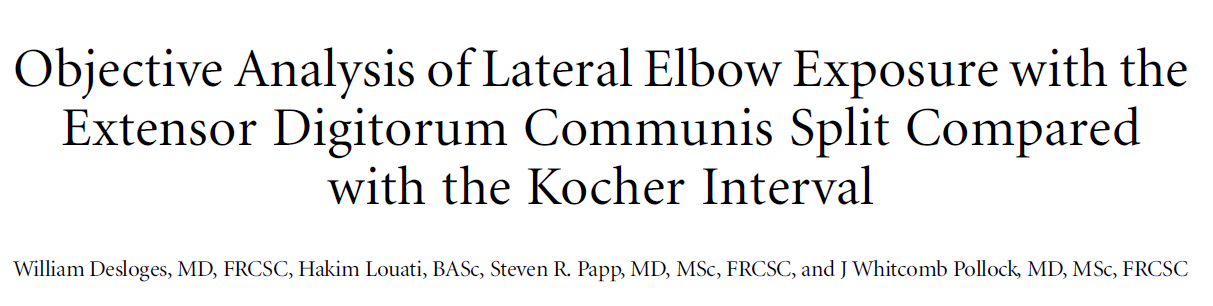 Objective Analysis of Lateral Elbow Exposure with the
Extensor Digitorum Communis Split Compared
with the Kocher Interval
William Desloges, MD, FRCSC, Hakim Louati, BASc, Steven R. Papp, MD, MSc, FRCSC, and J Whitcomb Pollock, MD, MSc, FRCSC